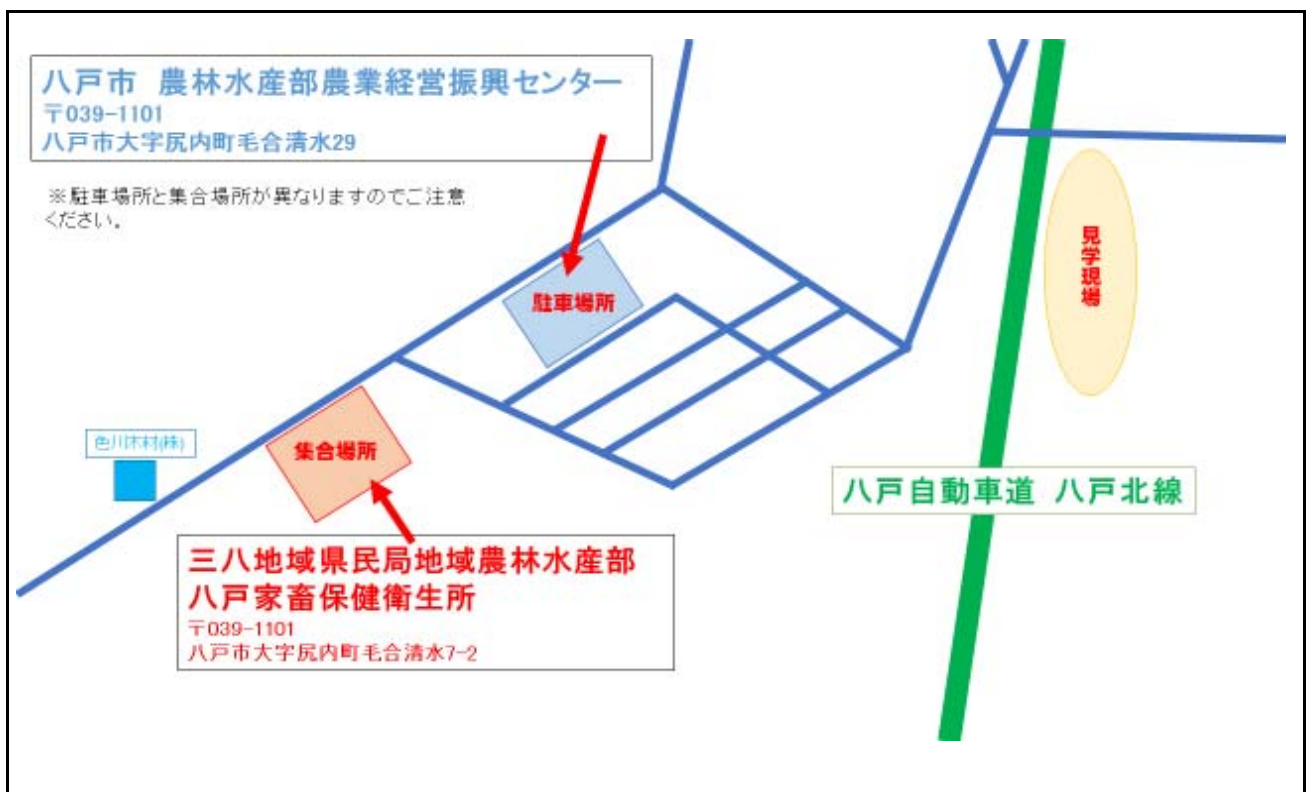 八戸市 農林水産部農業経営振興センター
〒039-1101
八戸市大字尻内町毛合清水29
※駐車場所と集合場所が異なりますのでご注意
ください。
駐車場所
見学現場
色川木材(株)
集合場所
八戸自動車道 八戸北線
三八地域県民局地域農林水産部
八戸家畜保健衛生所
〒039-1101
八戸市大字尻内町毛合清水7-2